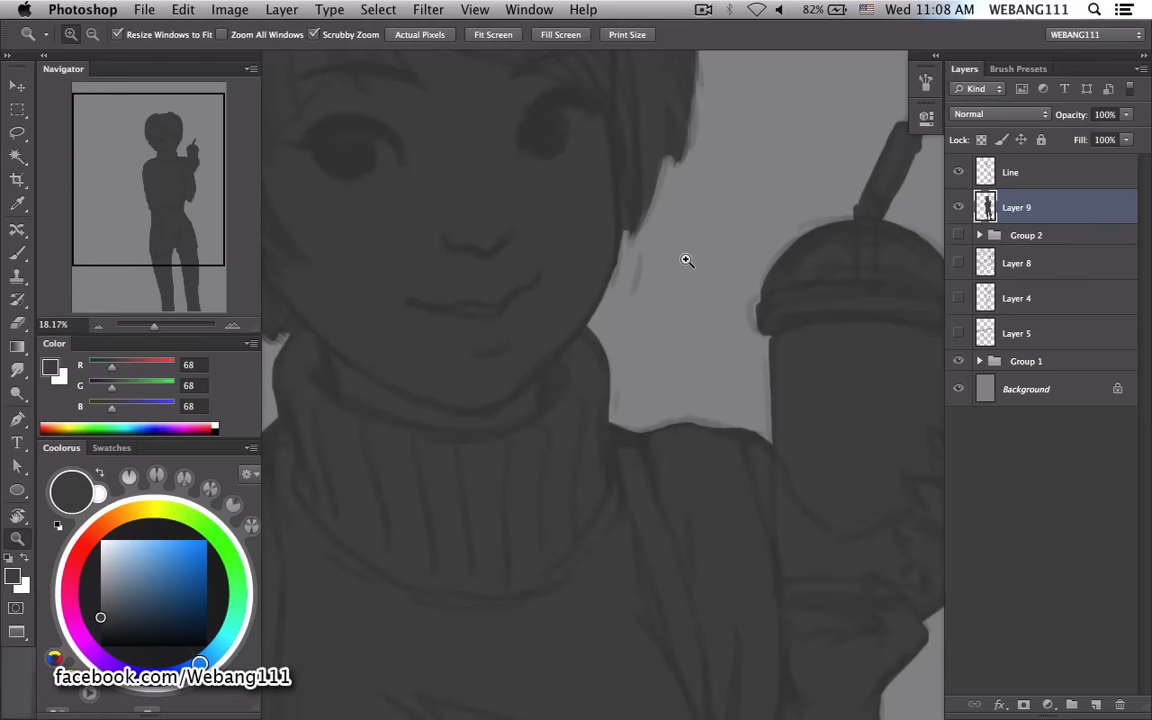 Photoshop File Edit Image Layer Type Select Filter View Window Help 82% Wed 11:08 AM WEBANG111
Resize Windows to Fit Zoom All Windows Scrubby Zoom Actual Pixels Fit Screen Fill Screen Print Size WEBANG111
Navigator
18.17%
Color
R 68
G 68
B 68
Colorus Swatches
facebook.com/Webang111
Layers Brush Presets
Kind
Normal Opacity: 100%
Lock: Fill: 100%
Line
Layer 9
Group 2
Layer 8
Layer 4
Layer 5
Group 1
Background